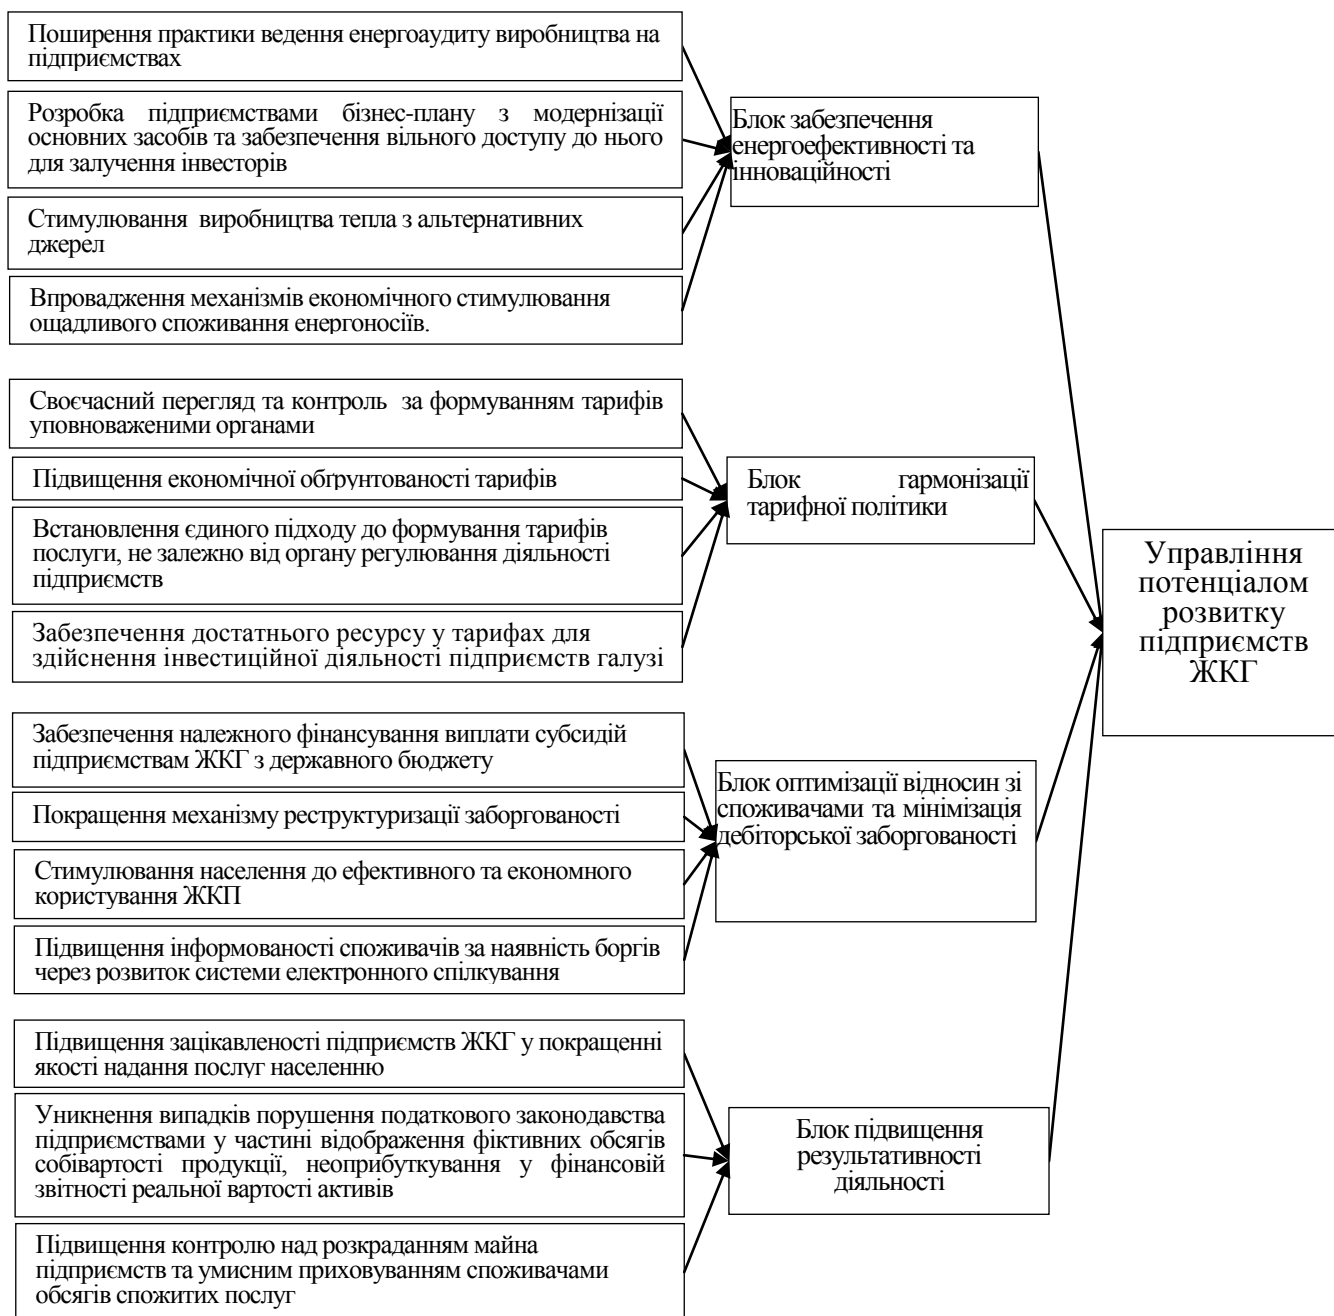 Поширення практики ведення енергоаудиту виробництва на
підприємствах
Розробка підприємствами бізнес-плану з модернізації
основних засобів та забезпечення вільного доступу до нього
для залучення інвесторів
Стимулювання виробництва тепла з альтернативних
джерел
Впровадження механізмів економічного стимулювання
ощадливого споживання енергоносіїв.
Блок забезпечення
енергоефективності та
інноваційності
Своєчасний перегляд та контроль за формуванням тарифів
уповноваженими органами
Підвищення економічної обґрунтованості тарифів
Встановлення єдиного підходу до формування тарифів
послуги, не залежно від органу регулювання діяльності
підприємств
Забезпечення достатнього ресурсу у тарифах для
здійснення інвестиційної діяльності підприємств галузі
Блок гармонізації
тарифної політики
Забезпечення належного фінансування виплати субсидій
підприємствам ЖКГ з державного бюджету
Покращення механізму реструктуризації заборгованості
Стимулювання населення до ефективного та економного
користування ЖКП
Підвищення інформованості споживачів за наявність боргів
через розвиток системи електронного спілкування
Блок оптимізації відносин зі
споживачами та мінімізація
дебіторської заборгованості
Підвищення зацікавленості підприємств ЖКГ у покращенні
якості надання послуг населенню
Уникнення випадків порушення податкового законодавства
підприємствами у частині відображення фіктивних обсягів
собівартості продукції, неоприбуткування у фінансовій
звітності реальної вартості активів
Підвищення контролю над розкраданням майна
підприємств та умисним приховуванням споживачами
обсягів спожитих послуг
Блок підвищення
результативності
діяльності
Управління
потенціалом
розвитку
підприємств
ЖКГ